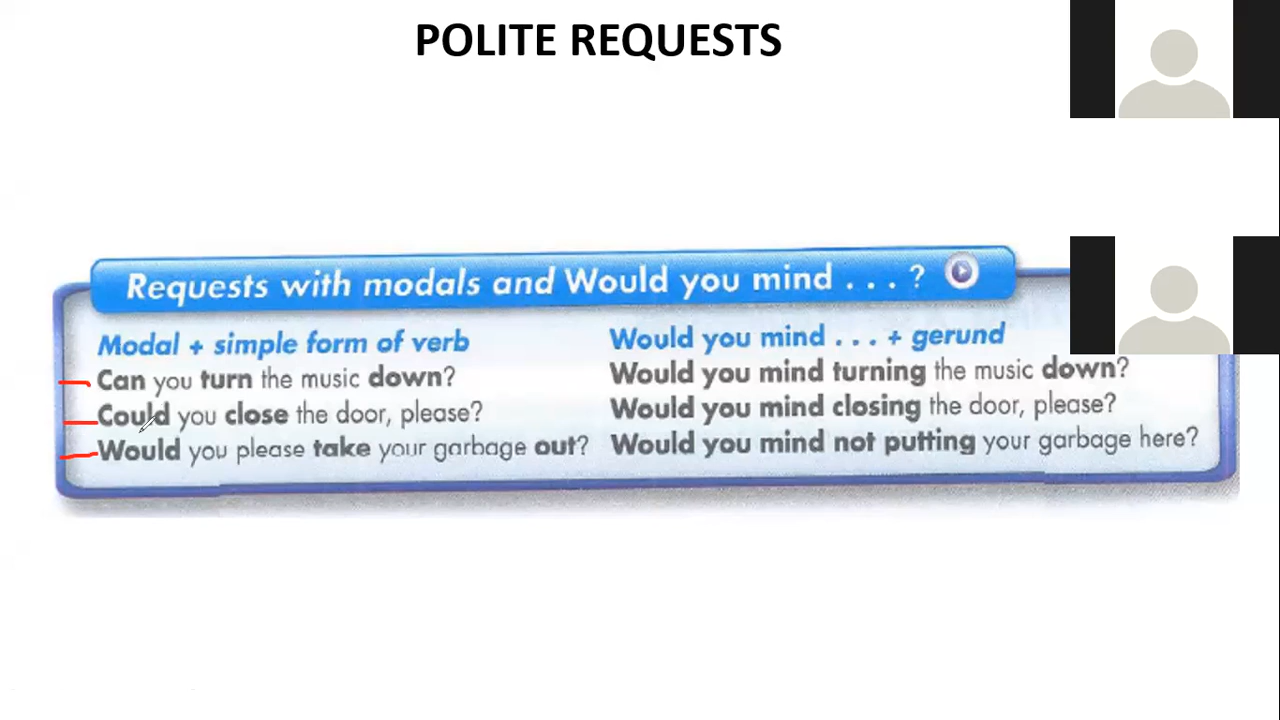 POLITE REQUESTS
Requests with modals and Would you mind . . . ?
Modal + simple form of verb
Can you turn the music down?
Could you close the door, please?
Would you please take your garbage out?
Would you mind . . . + gerund
Would you mind turning the music down?
Would you mind closing the door, please?
Would you mind not putting your garbage here?